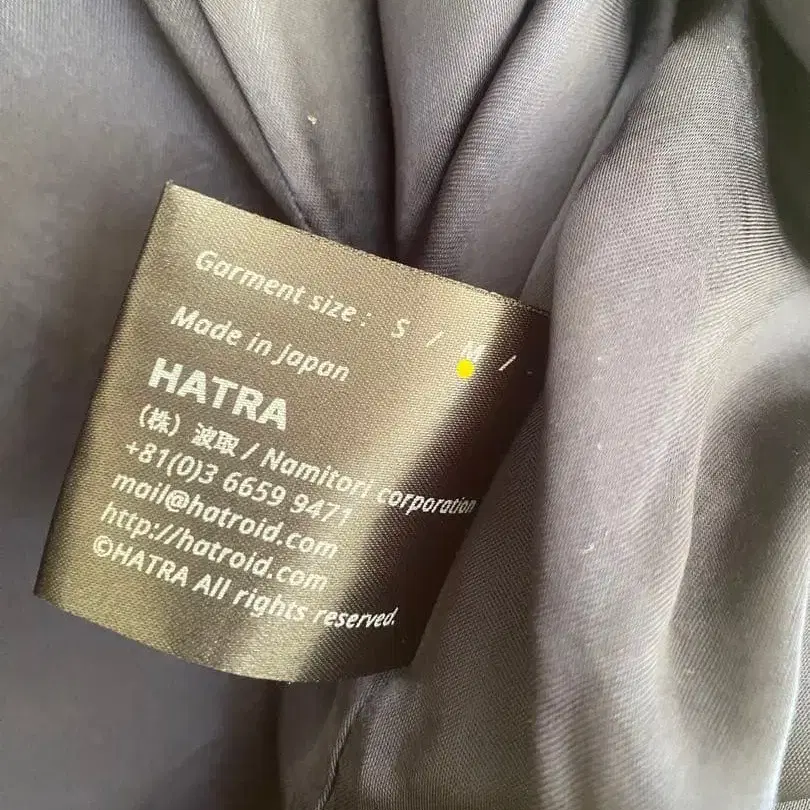 Garment size : S / M /
Made in Japan
HATRA
（株）波取 / Namitori corporation
+81(0)3 6659 9471
mail@hatroid.com
http://hatroid.com
©HATRA All rights reserved.